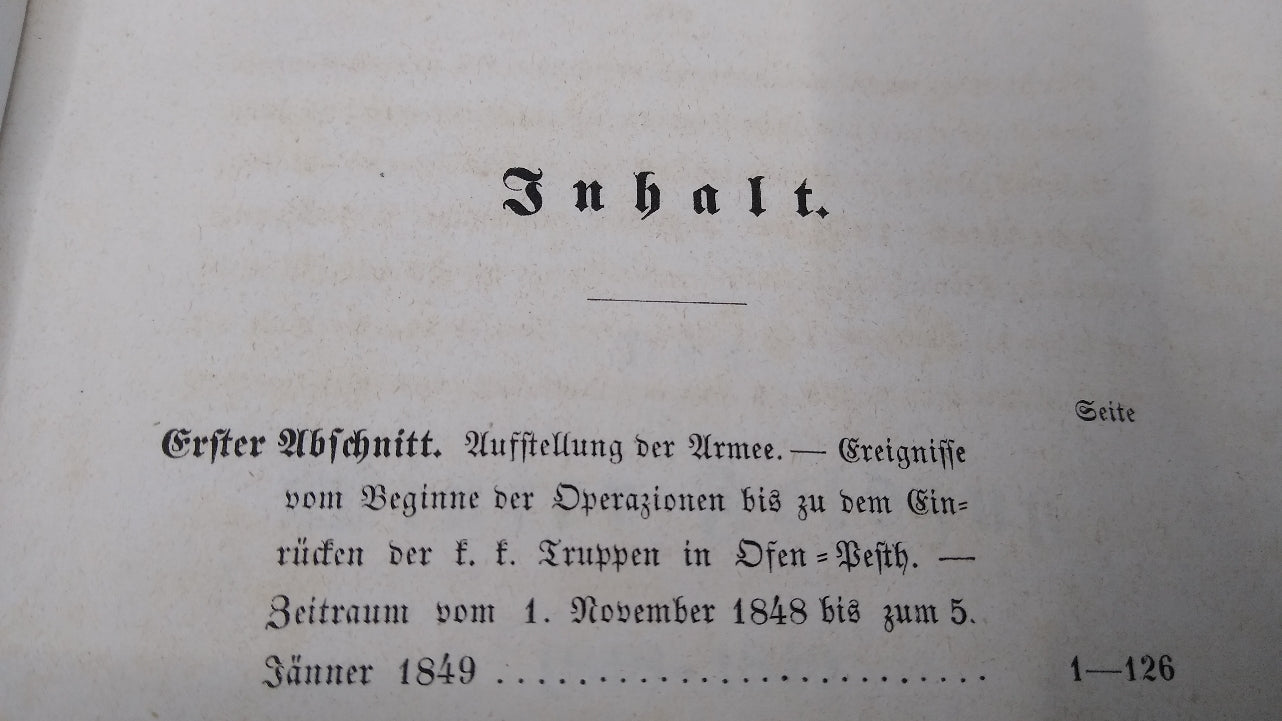 Inhalt.
Seite
Erster Abschnitt. Aufstellung der Armee. — Ereignisse
vom Beginne der Operazionen bis zu dem Ein-
rücken der k. k. Truppen in Ofen-Pesth. —
Zeitraum vom 1. November 1848 bis zum 5.
Jänner 1849 . . . . . . . . . . . . . . . . . . . . . . . . . . 1—126